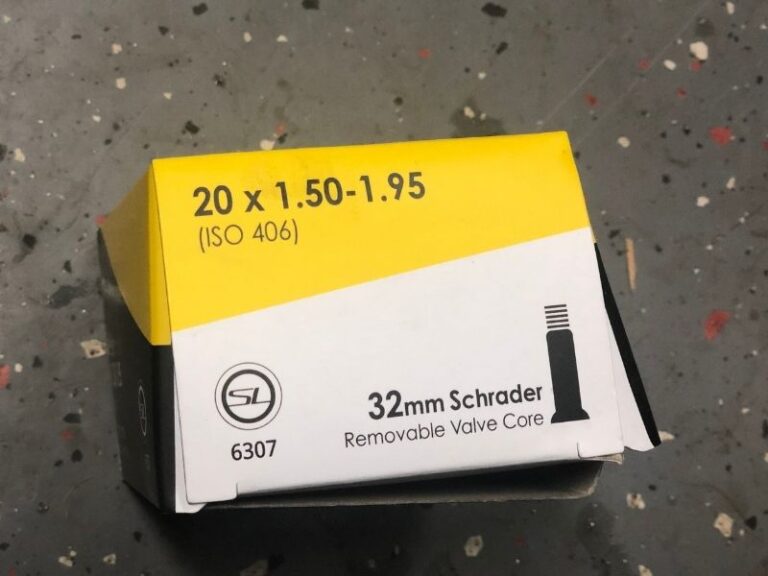 20 x 1.50-1.95
(ISO 406)
SL
6307
32mm Schrader
Removable Valve Core